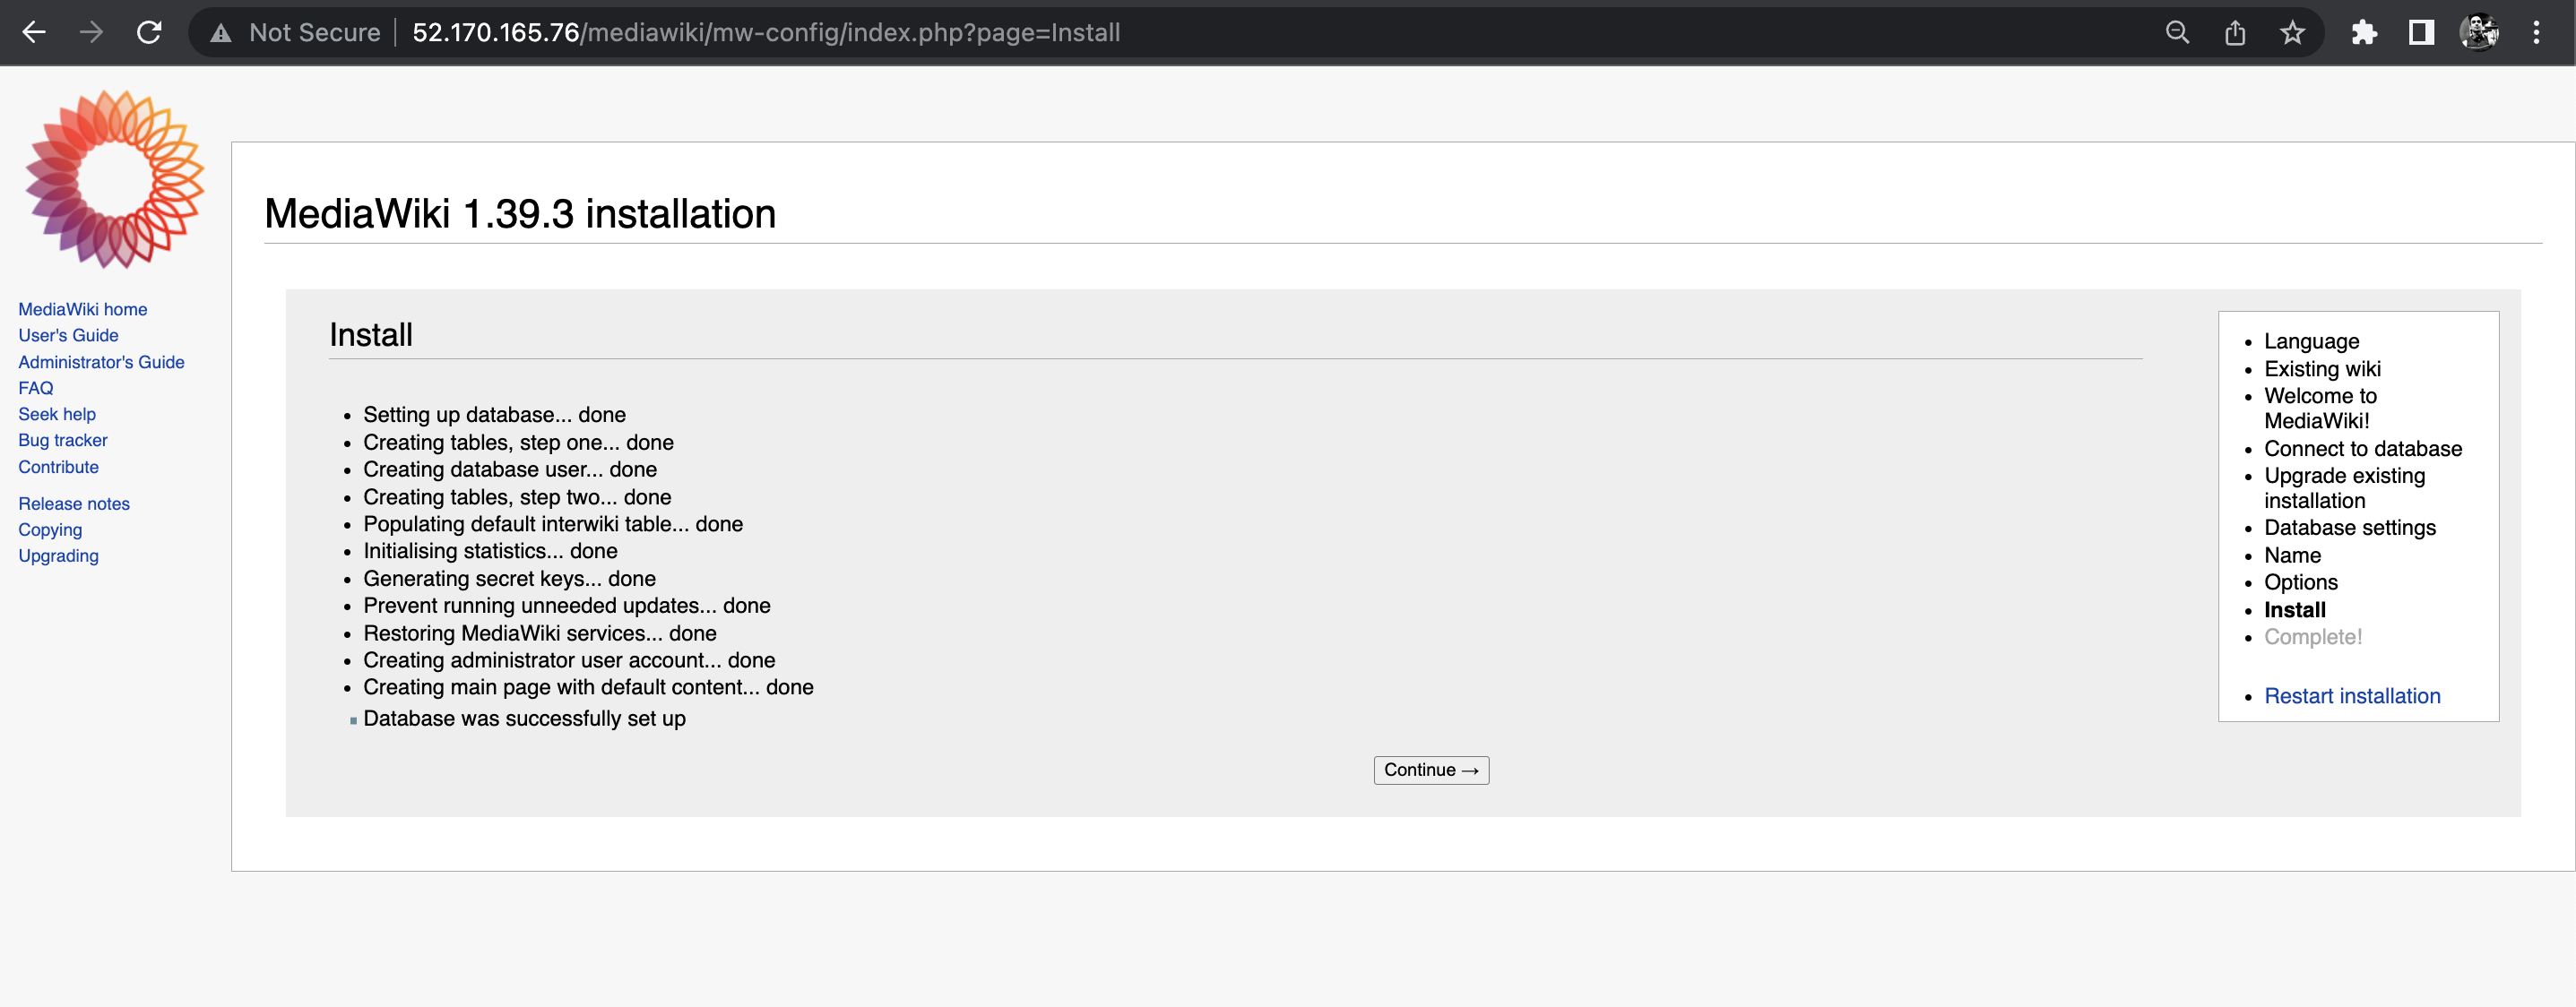 Not Secure 52.170.165.76/mediawiki/mw-config/index.php?page=Install
MediaWiki home
User's Guide
Administrator's Guide
FAQ
Seek help
Bug tracker
Contribute
Release notes
Copying
Upgrading
MediaWiki 1.39.3 installation
Install
Setting up database... done
Creating tables, step one... done
Creating database user... done
Creating tables, step two... done
Populating default interwiki table... done
Initialising statistics... done
Generating secret keys... done
Prevent running unneeded updates... done
Restoring MediaWiki services... done
Creating administrator user account... done
Creating main page with default content... done
Database was successfully set up
Continue →
Language
Existing wiki
Welcome to
MediaWiki!
Connect to database
Upgrade existing
installation
Database settings
Name
Options
Install
Complete!
Restart installation